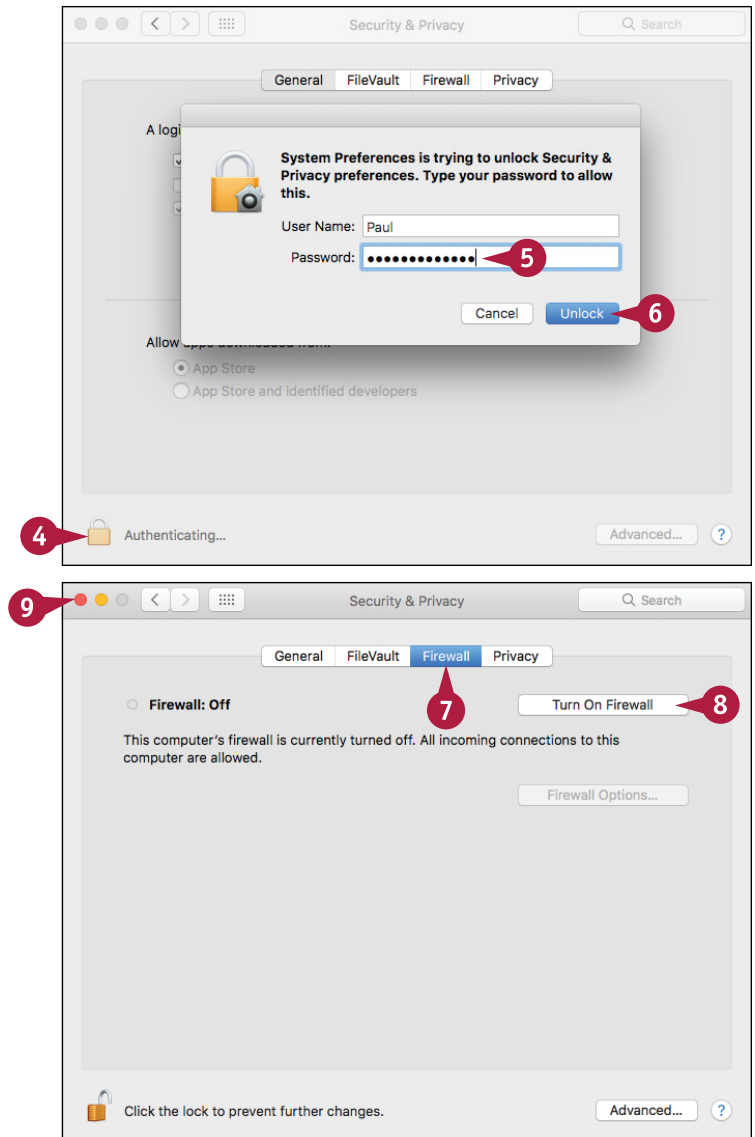 Security & Privacy
Search
General FileVault Firewall Privacy
A logi
System Preferences is trying to unlock Security &
Privacy preferences. Type your password to allow
this.
User Name: Paul
Password: •••••••••••••
5
Cancel Unlock
6
Allow apps downloaded from:
App Store
App Store and identified developers
4
Authenticating...
Advanced... ?
9
Security & Privacy
Search
General FileVault Firewall Privacy
7
Firewall: Off
Turn On Firewall
8
This computer's firewall is currently turned off. All incoming connections to this
computer are allowed.
Firewall Options...
Click the lock to prevent further changes.
Advanced... ?